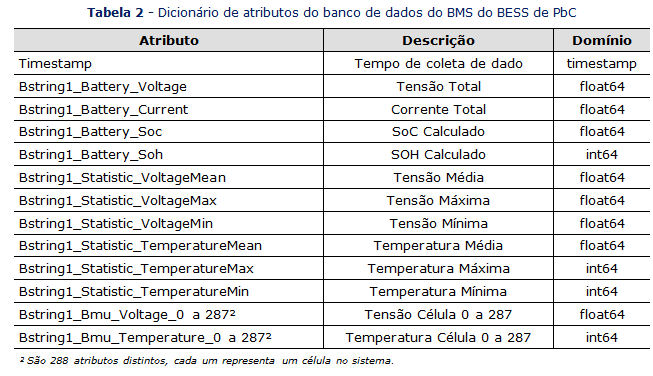 Tabela 2 - Dicionário de atributos do banco de dados do BMS do BESS de PbC
Atributo Descrição Domínio
Timestamp Tempo de coleta de dado timestamp
Bstring1_Battery_Voltage Tensão Total float64
Bstring1_Battery_Current Corrente Total float64
Bstring1_Battery_Soc SoC Calculado float64
Bstring1_Battery_Soh SOH Calculado int64
Bstring1_Statistic_VoltageMean Tensão Média float64
Bstring1_Statistic_VoltageMax Tensão Máxima float64
Bstring1_Statistic_VoltageMin Tensão Mínima float64
Bstring1_Statistic_TemperatureMean Temperatura Média float64
Bstring1_Statistic_TemperatureMax Temperatura Máxima int64
Bstring1_Statistic_TemperatureMin Temperatura Mínima int64
Bstring1_Bmu_Voltage_0 a 287² Tensão Célula 0 a 287 float64
Bstring1_Bmu_Temperature_0 a 287² Temperatura Célula 0 a 287 int64
² São 288 atributos distintos, cada um representa um célula no sistema.